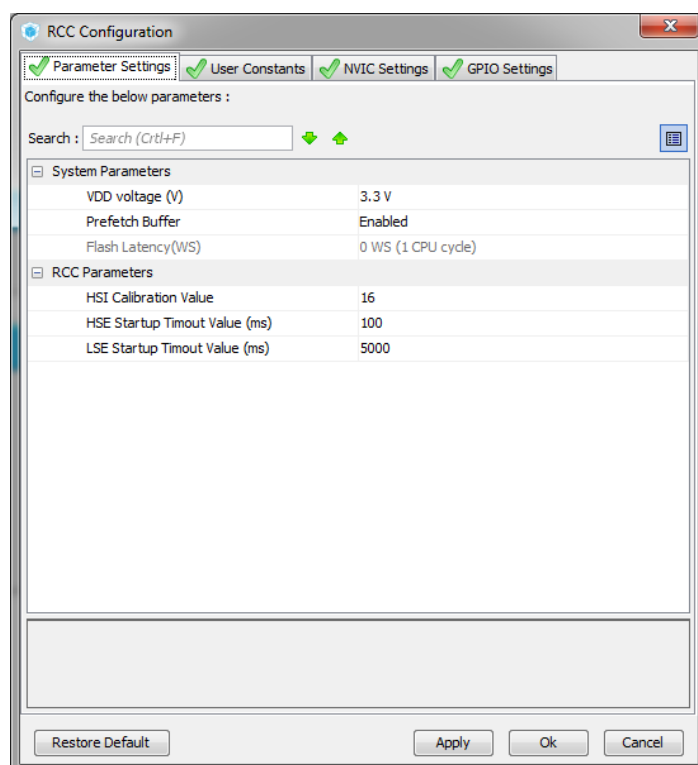 RCC Configuration
Parameter Settings User Constants NVIC Settings GPIO Settings
Configure the below parameters :
Search : Search (Crtl+F)
System Parameters
VDD voltage (V) 3.3 V
Prefetch Buffer Enabled
Flash Latency(WS) 0 WS (1 CPU cycle)
RCC Parameters
HSI Calibration Value 16
HSE Startup Timout Value (ms) 100
LSE Startup Timout Value (ms) 5000
Restore Default Apply Ok Cancel